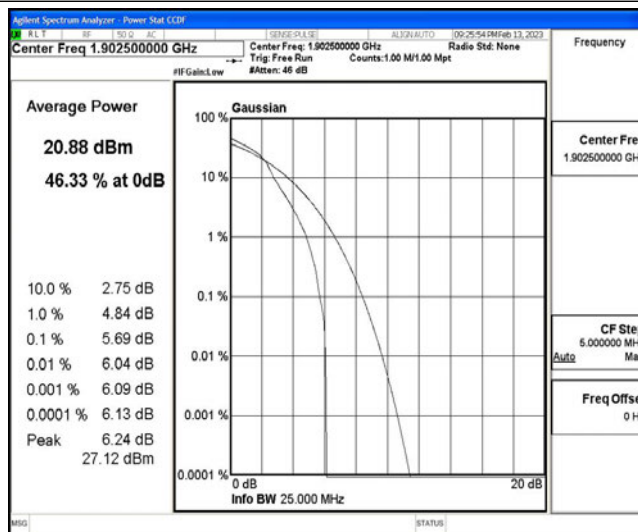 Agilent Spectrum Analyzer - Power Stat CCDF
RLT RF 50 Ω AC SENSE:PULSE ALIGN AUTO 09:25:54 PM Feb 13, 2023
Center Freq 1.902500000 GHz
Center Freq: 1.902500000 GHz Radio Std: None
Trig: Free Run Counts:1.00 M/1.00 Mpt
#IFGain:Low #Atten: 46 dB
Average Power
20.88 dBm
46.33 % at 0dB
10.0 % 2.75 dB
1.0 % 4.84 dB
0.1 % 5.69 dB
0.01 % 6.04 dB
0.001 % 6.09 dB
0.0001 % 6.13 dB
Peak 6.24 dB
27.12 dBm
Gaussian
100 %
10 %
1 %
0.1 %
0.01 %
0.001 %
0.0001 %
0 dB 20 dB
Info BW 25.000 MHz
Frequency
Center Fre
1.902500000 GH
CF Ste
5.000000 MH
Auto Ma
Freq Offse
0 H
MSG STATUS